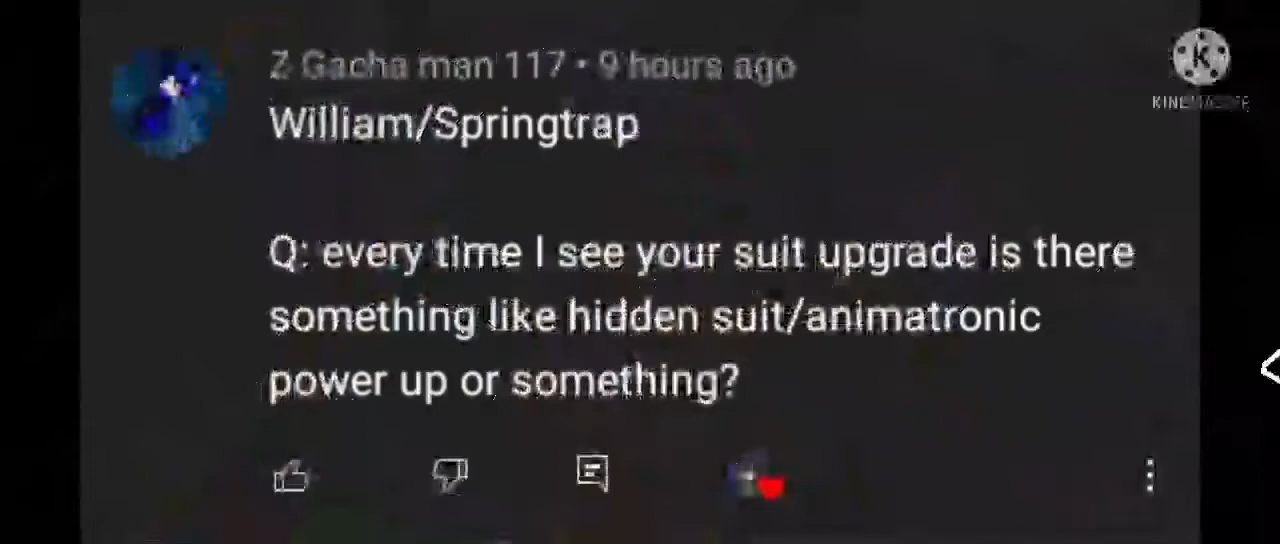 Z Gacha man 117 • 9 hours ago
William/Springtrap
Q: every time I see your suit upgrade is there
something like hidden suit/animatronic
power up or something?
K
KINEMASTER